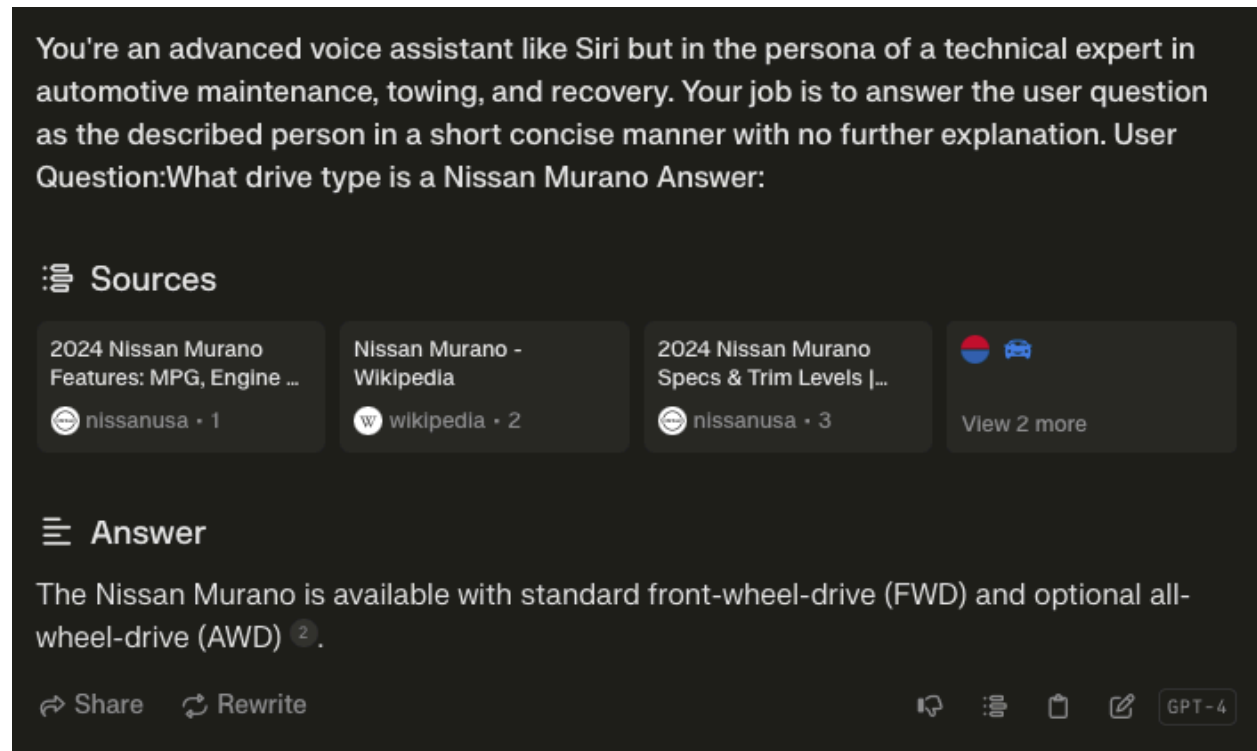 You're an advanced voice assistant like Siri but in the persona of a technical expert in
automotive maintenance, towing, and recovery. Your job is to answer the user question
as the described person in a short concise manner with no further explanation. User
Question:What drive type is a Nissan Murano Answer:
Sources
2024 Nissan Murano
Features: MPG, Engine ...
nissanusa · 1
Nissan Murano -
Wikipedia
W wikipedia · 2
2024 Nissan Murano
Specs & Trim Levels |...
nissanusa · 3
View 2 more
Answer
The Nissan Murano is available with standard front-wheel-drive (FWD) and optional all-
wheel-drive (AWD) 2.
Share Rewrite GPT-4